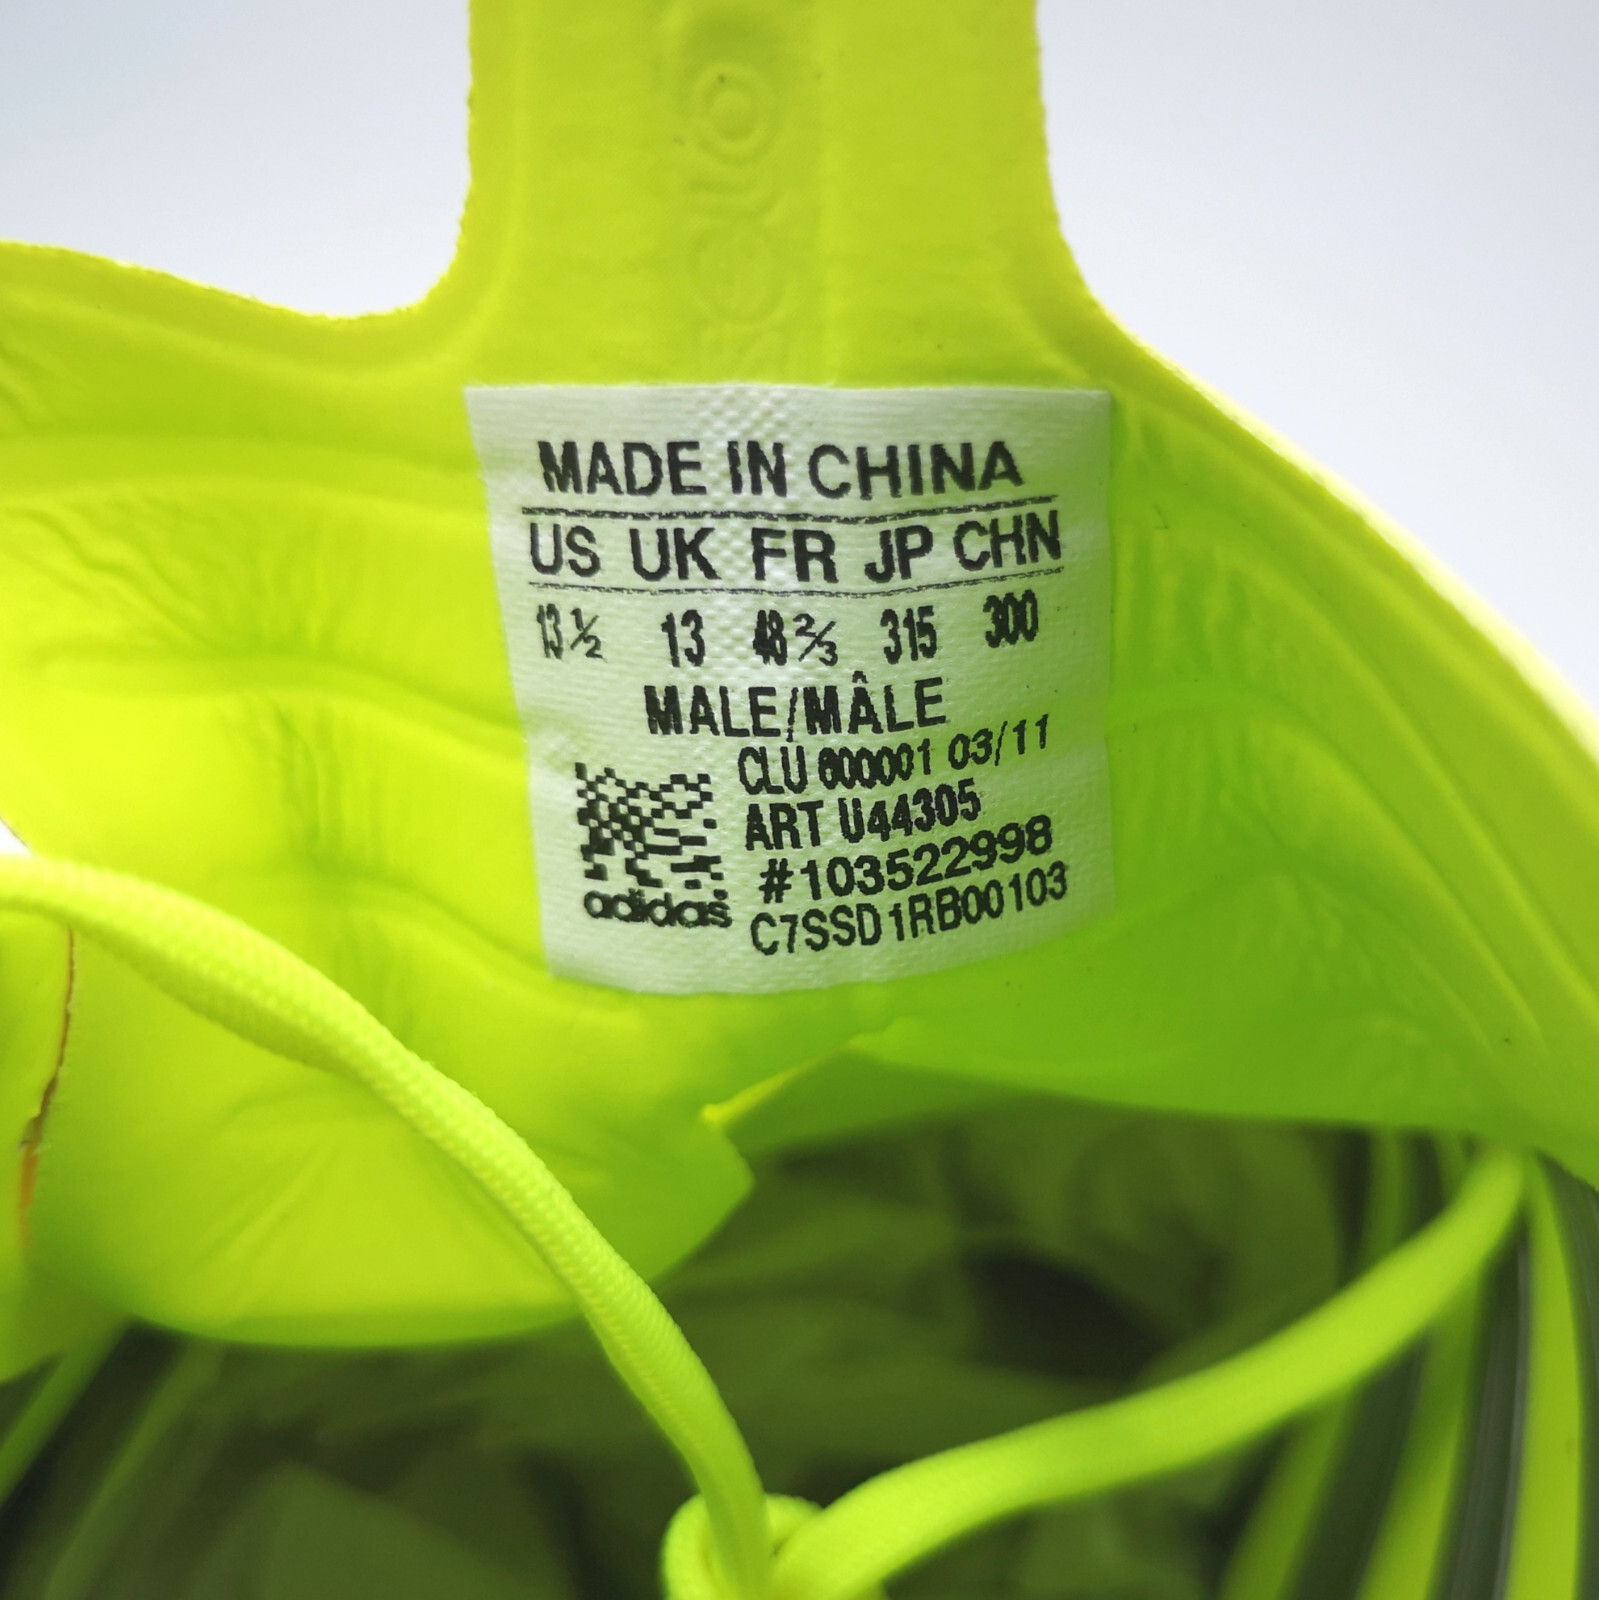 MADE IN CHINA
US UK FR JP CHN
13½ 13 48⅔ 315 300
MALE/MÂLE
CLU 600001 03/11
ART U44305
#103522998
C7SSD1RB00103
adidas